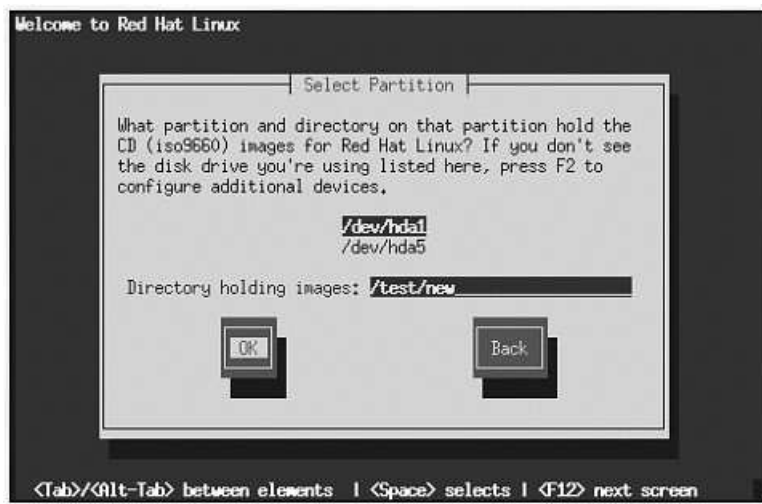 Welcome to Red Hat Linux
Select Partition
What partition and directory on that partition hold the
CD (iso9660) images for Red Hat Linux? If you don't see
the disk drive you're using listed here, press F2 to
configure additional devices.
/dev/hda1
/dev/hda5
Directory holding images: /test/new
OK Back
<Tab>/<Alt-Tab> between elements | <Space> selects | <F12> next screen